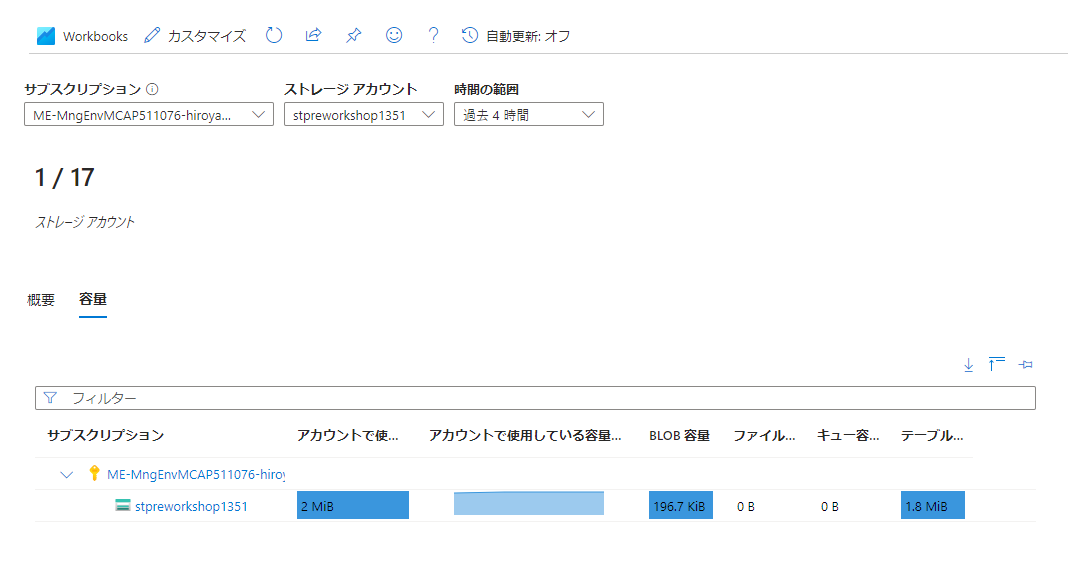 Workbooks カスタマイズ ? 自動更新: オフ
サブスクリプション ストレージ アカウント 時間の範囲
ME-MngEnvMCAP511076-hiroya... stpreworkshop1351 過去 4 時間
1 / 17
ストレージ アカウント
概要 容量
フィルター
サブスクリプション アカウントで使... アカウントで使用している容量... BLOB 容量 ファイル... キュー容... テーブル...
ME-MngEnvMCAP511076-hiroy
stpreworkshop1351 2 MiB 196.7 KiB 0 B 0 B 1.8 MiB